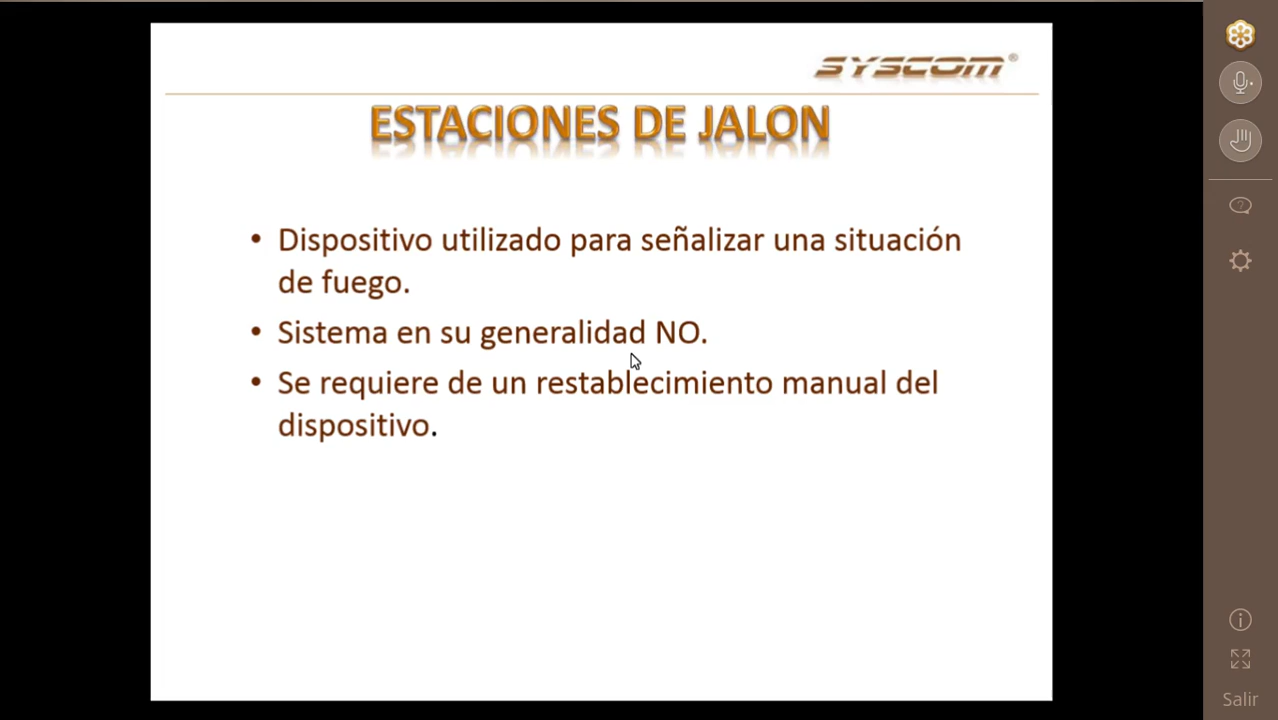 SYSCOM®
ESTACIONES DE JALON
• Dispositivo utilizado para señalizar una situación
de fuego.
• Sistema en su generalidad NO.
• Se requiere de un restablecimiento manual del
dispositivo.
Salir